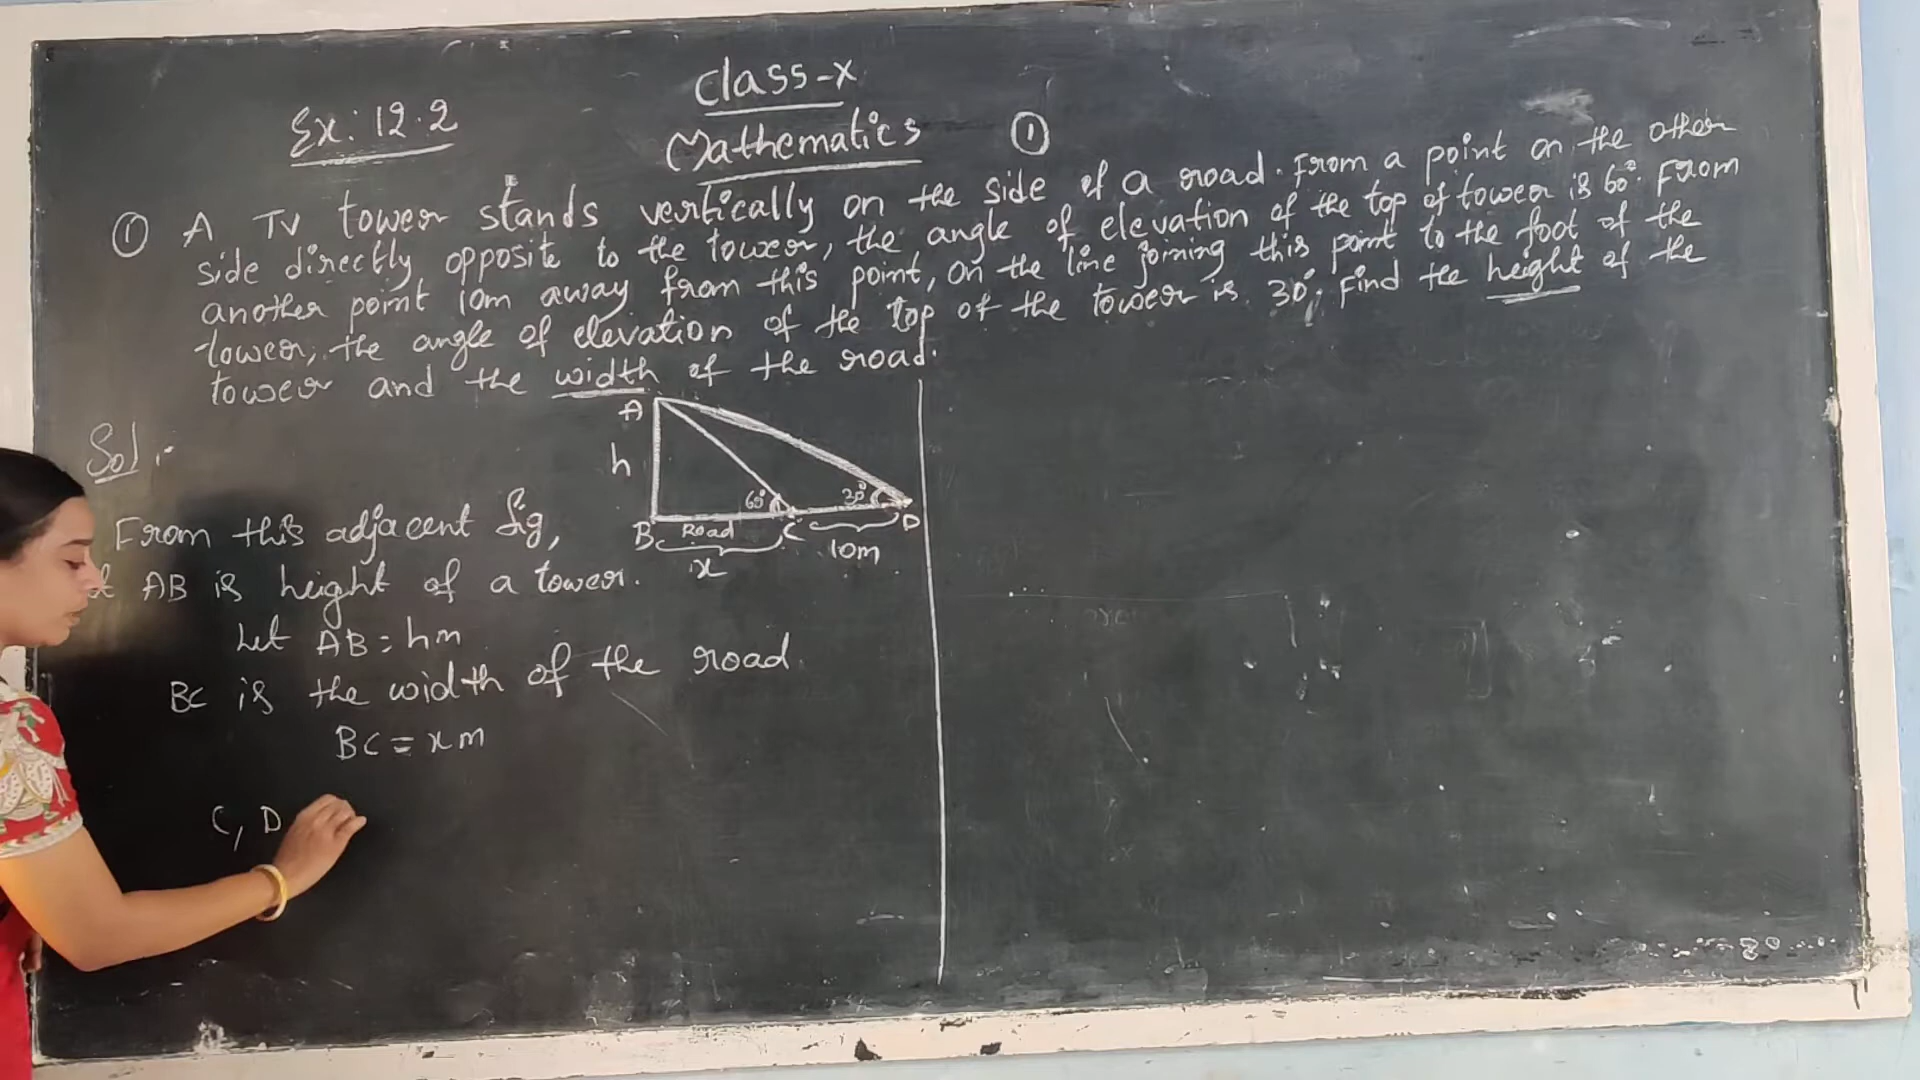 Class-X
Ex: 12.2
Mathematics
①
① A TV tower stands vertically on the side of a road. From a point on the other
side directly opposite to the tower, the angle of elevation of the top of tower is 60°. From
another point 10m away from this point, on the line joining this point to the foot of the
tower, the angle of elevation of the top of the tower is 30°. Find the height of the
tower and the width of the road.
Sol:-
A
h
60°
30°
B
Road
C
D
x
10m
From this adjacent fig,
AB is height of a tower.
Let AB = hm
BC is the width of the road.
BC = xm
C, D